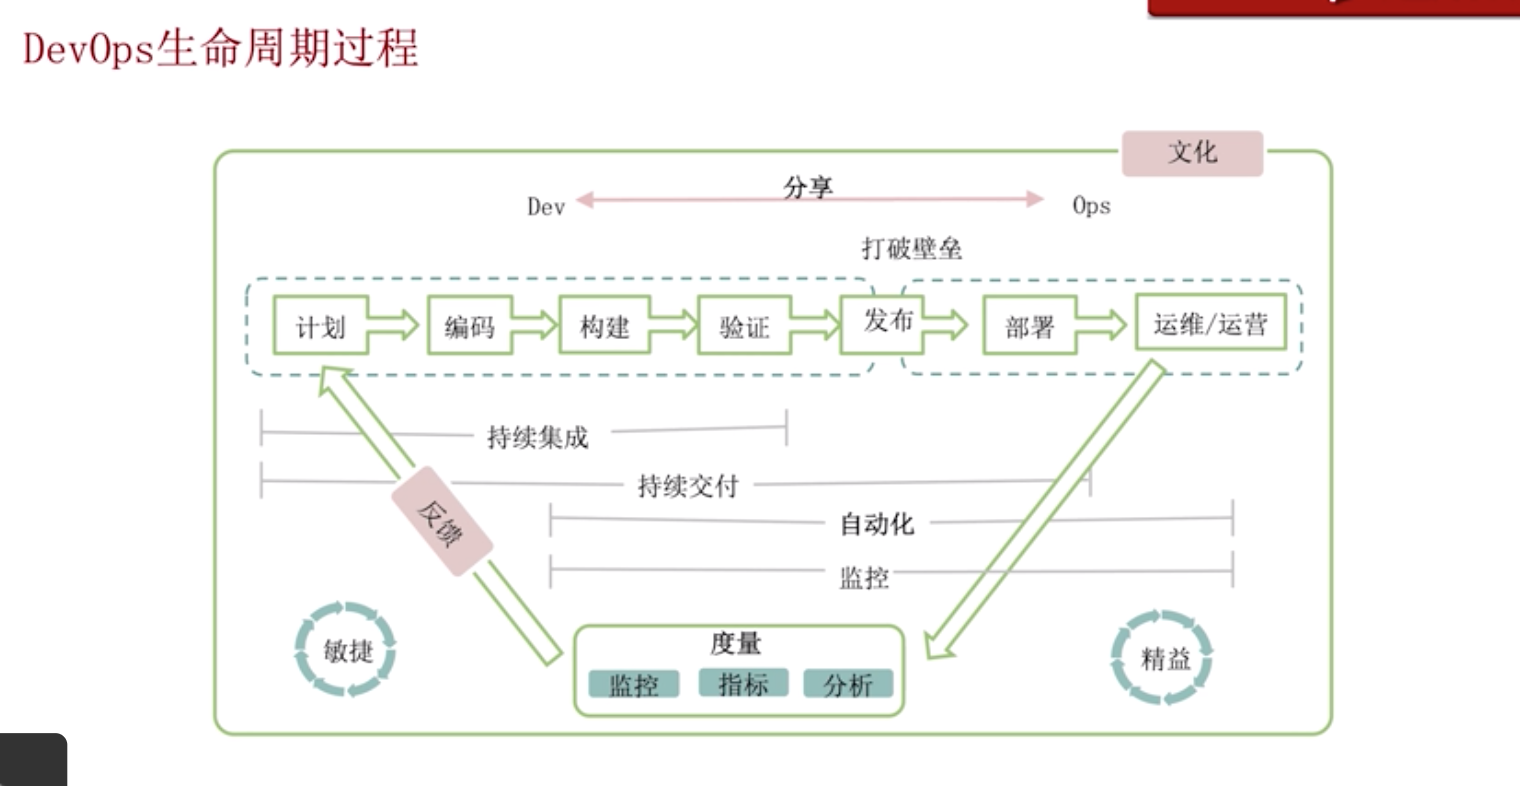 DevOps生命周期过程
文化
分享
Dev
Ops
打破壁垒
计划
编码
构建
验证
发布
部署
运维/运营
持续集成
持续交付
反馈
自动化
监控
敏捷
度量
监控
指标
分析
精益